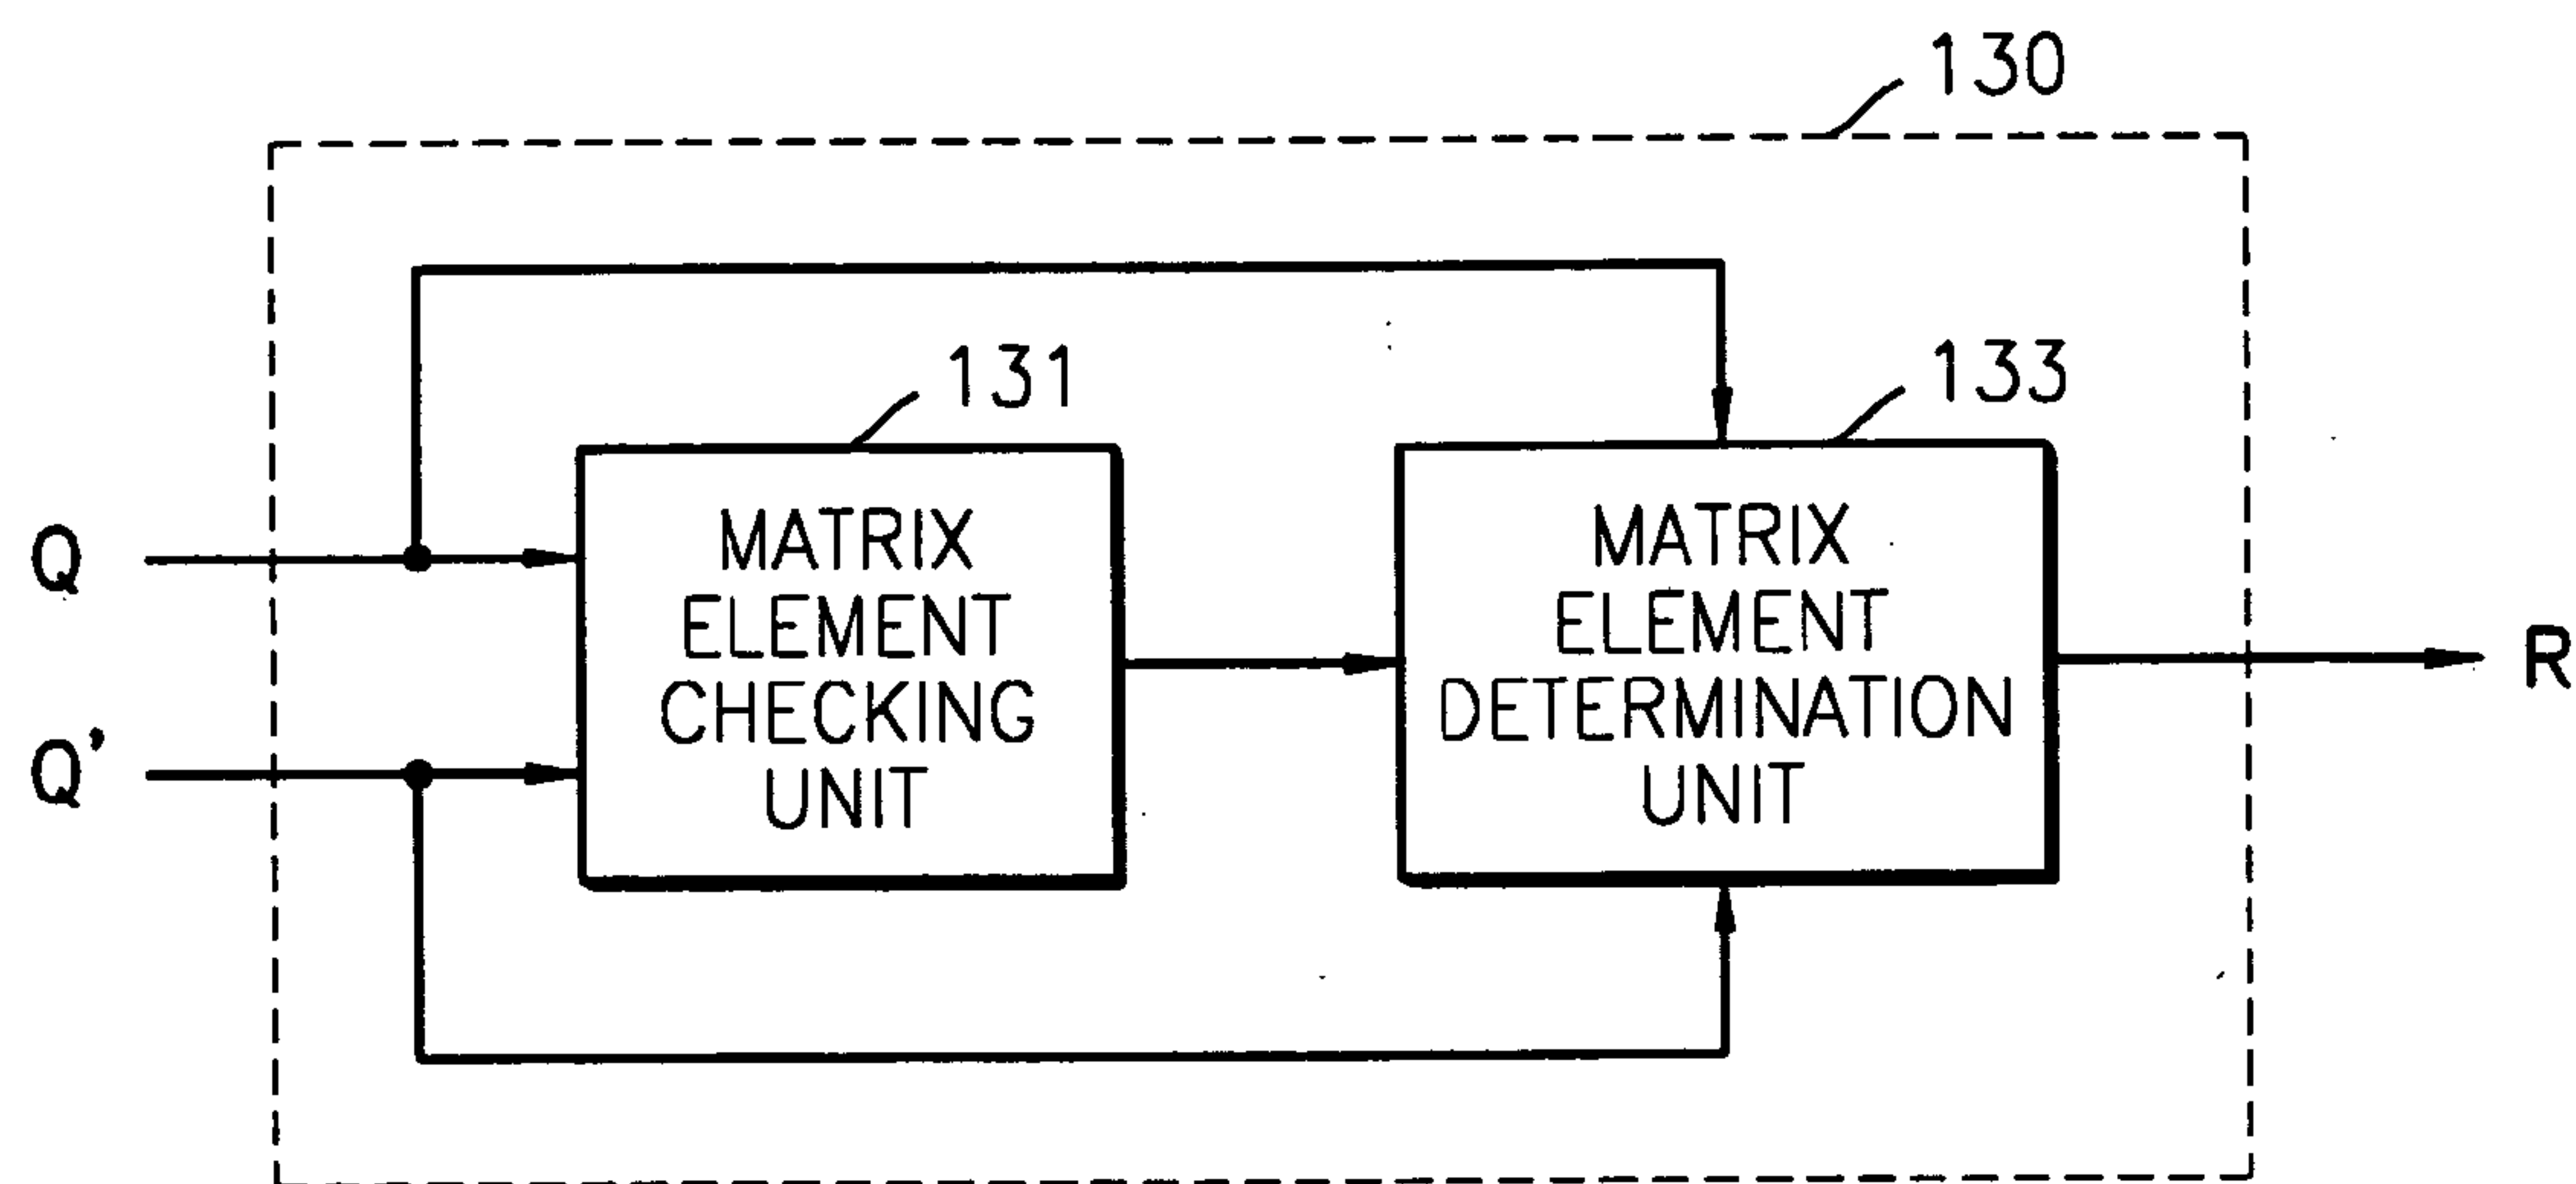 130
131
133
Q
Q'
MATRIX
ELEMENT
CHECKING
UNIT
MATRIX
ELEMENT
DETERMINATION
UNIT
R